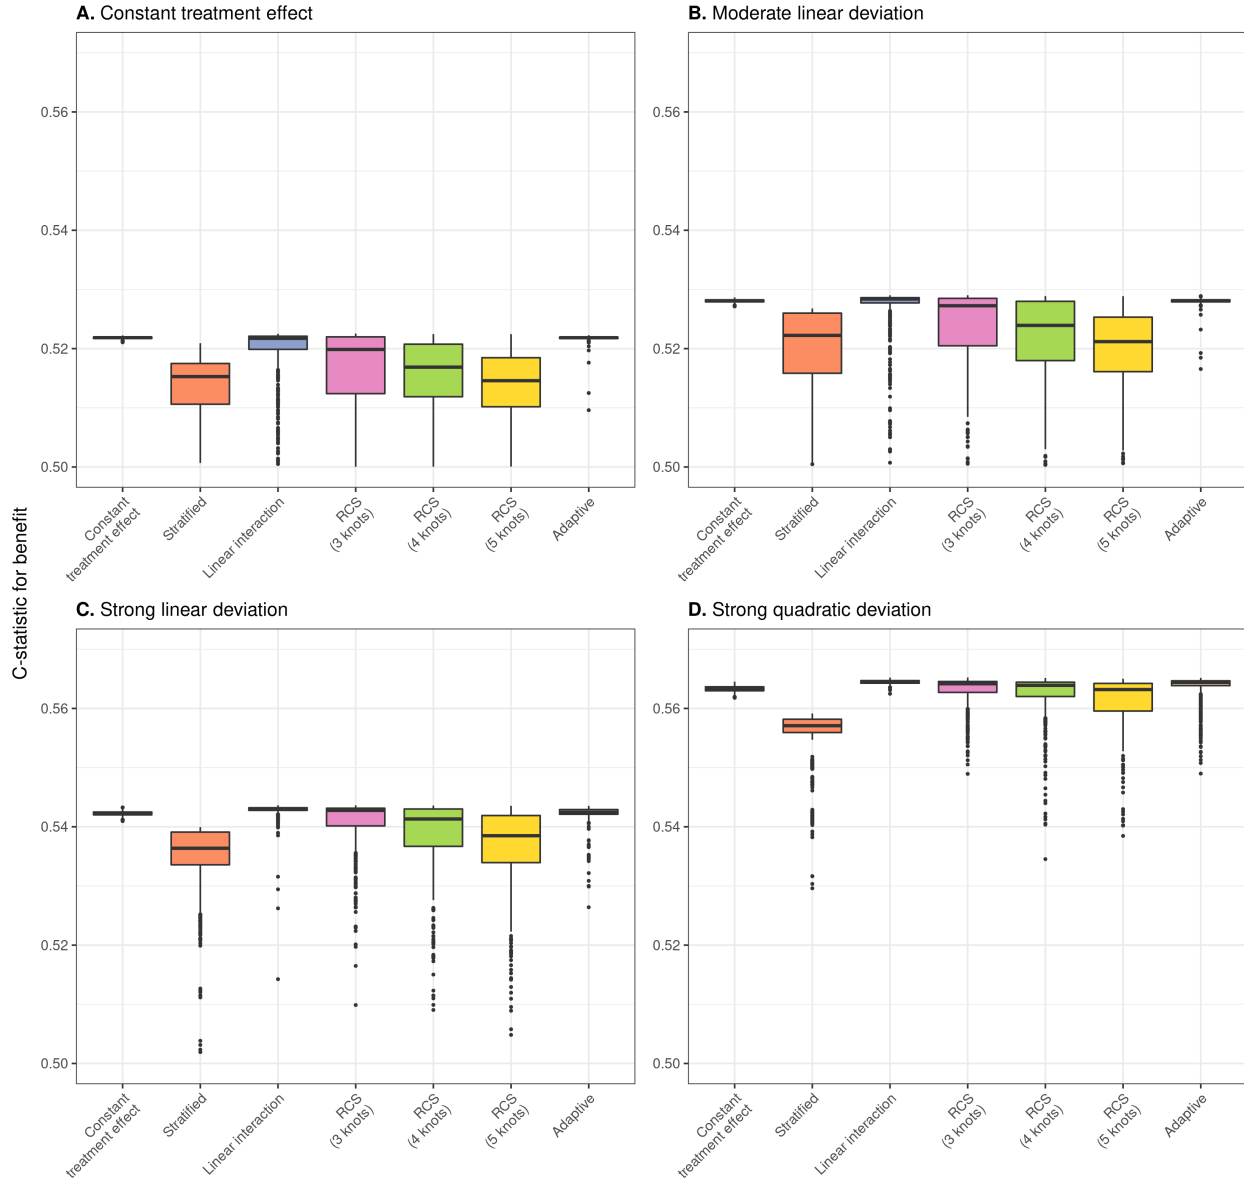 A. Constant treatment effect
B. Moderate linear deviation
0.56
0.54
0.52
0.50
Constant
treatment effect
Stratified
Linear interaction
RCS
(3 knots)
RCS
(4 knots)
RCS
(5 knots)
Adaptive
Constant
treatment effect
Stratified
Linear interaction
RCS
(3 knots)
RCS
(4 knots)
RCS
(5 knots)
Adaptive
0.56
0.54
0.52
0.50
C-statistic for benefit
C. Strong linear deviation
D. Strong quadratic deviation
0.56
0.54
0.52
0.50
Constant
treatment effect
Stratified
Linear interaction
RCS
(3 knots)
RCS
(4 knots)
RCS
(5 knots)
Adaptive
0.56
0.54
0.52
0.50
Constant
treatment effect
Stratified
Linear interaction
RCS
(3 knots)
RCS
(4 knots)
RCS
(5 knots)
Adaptive